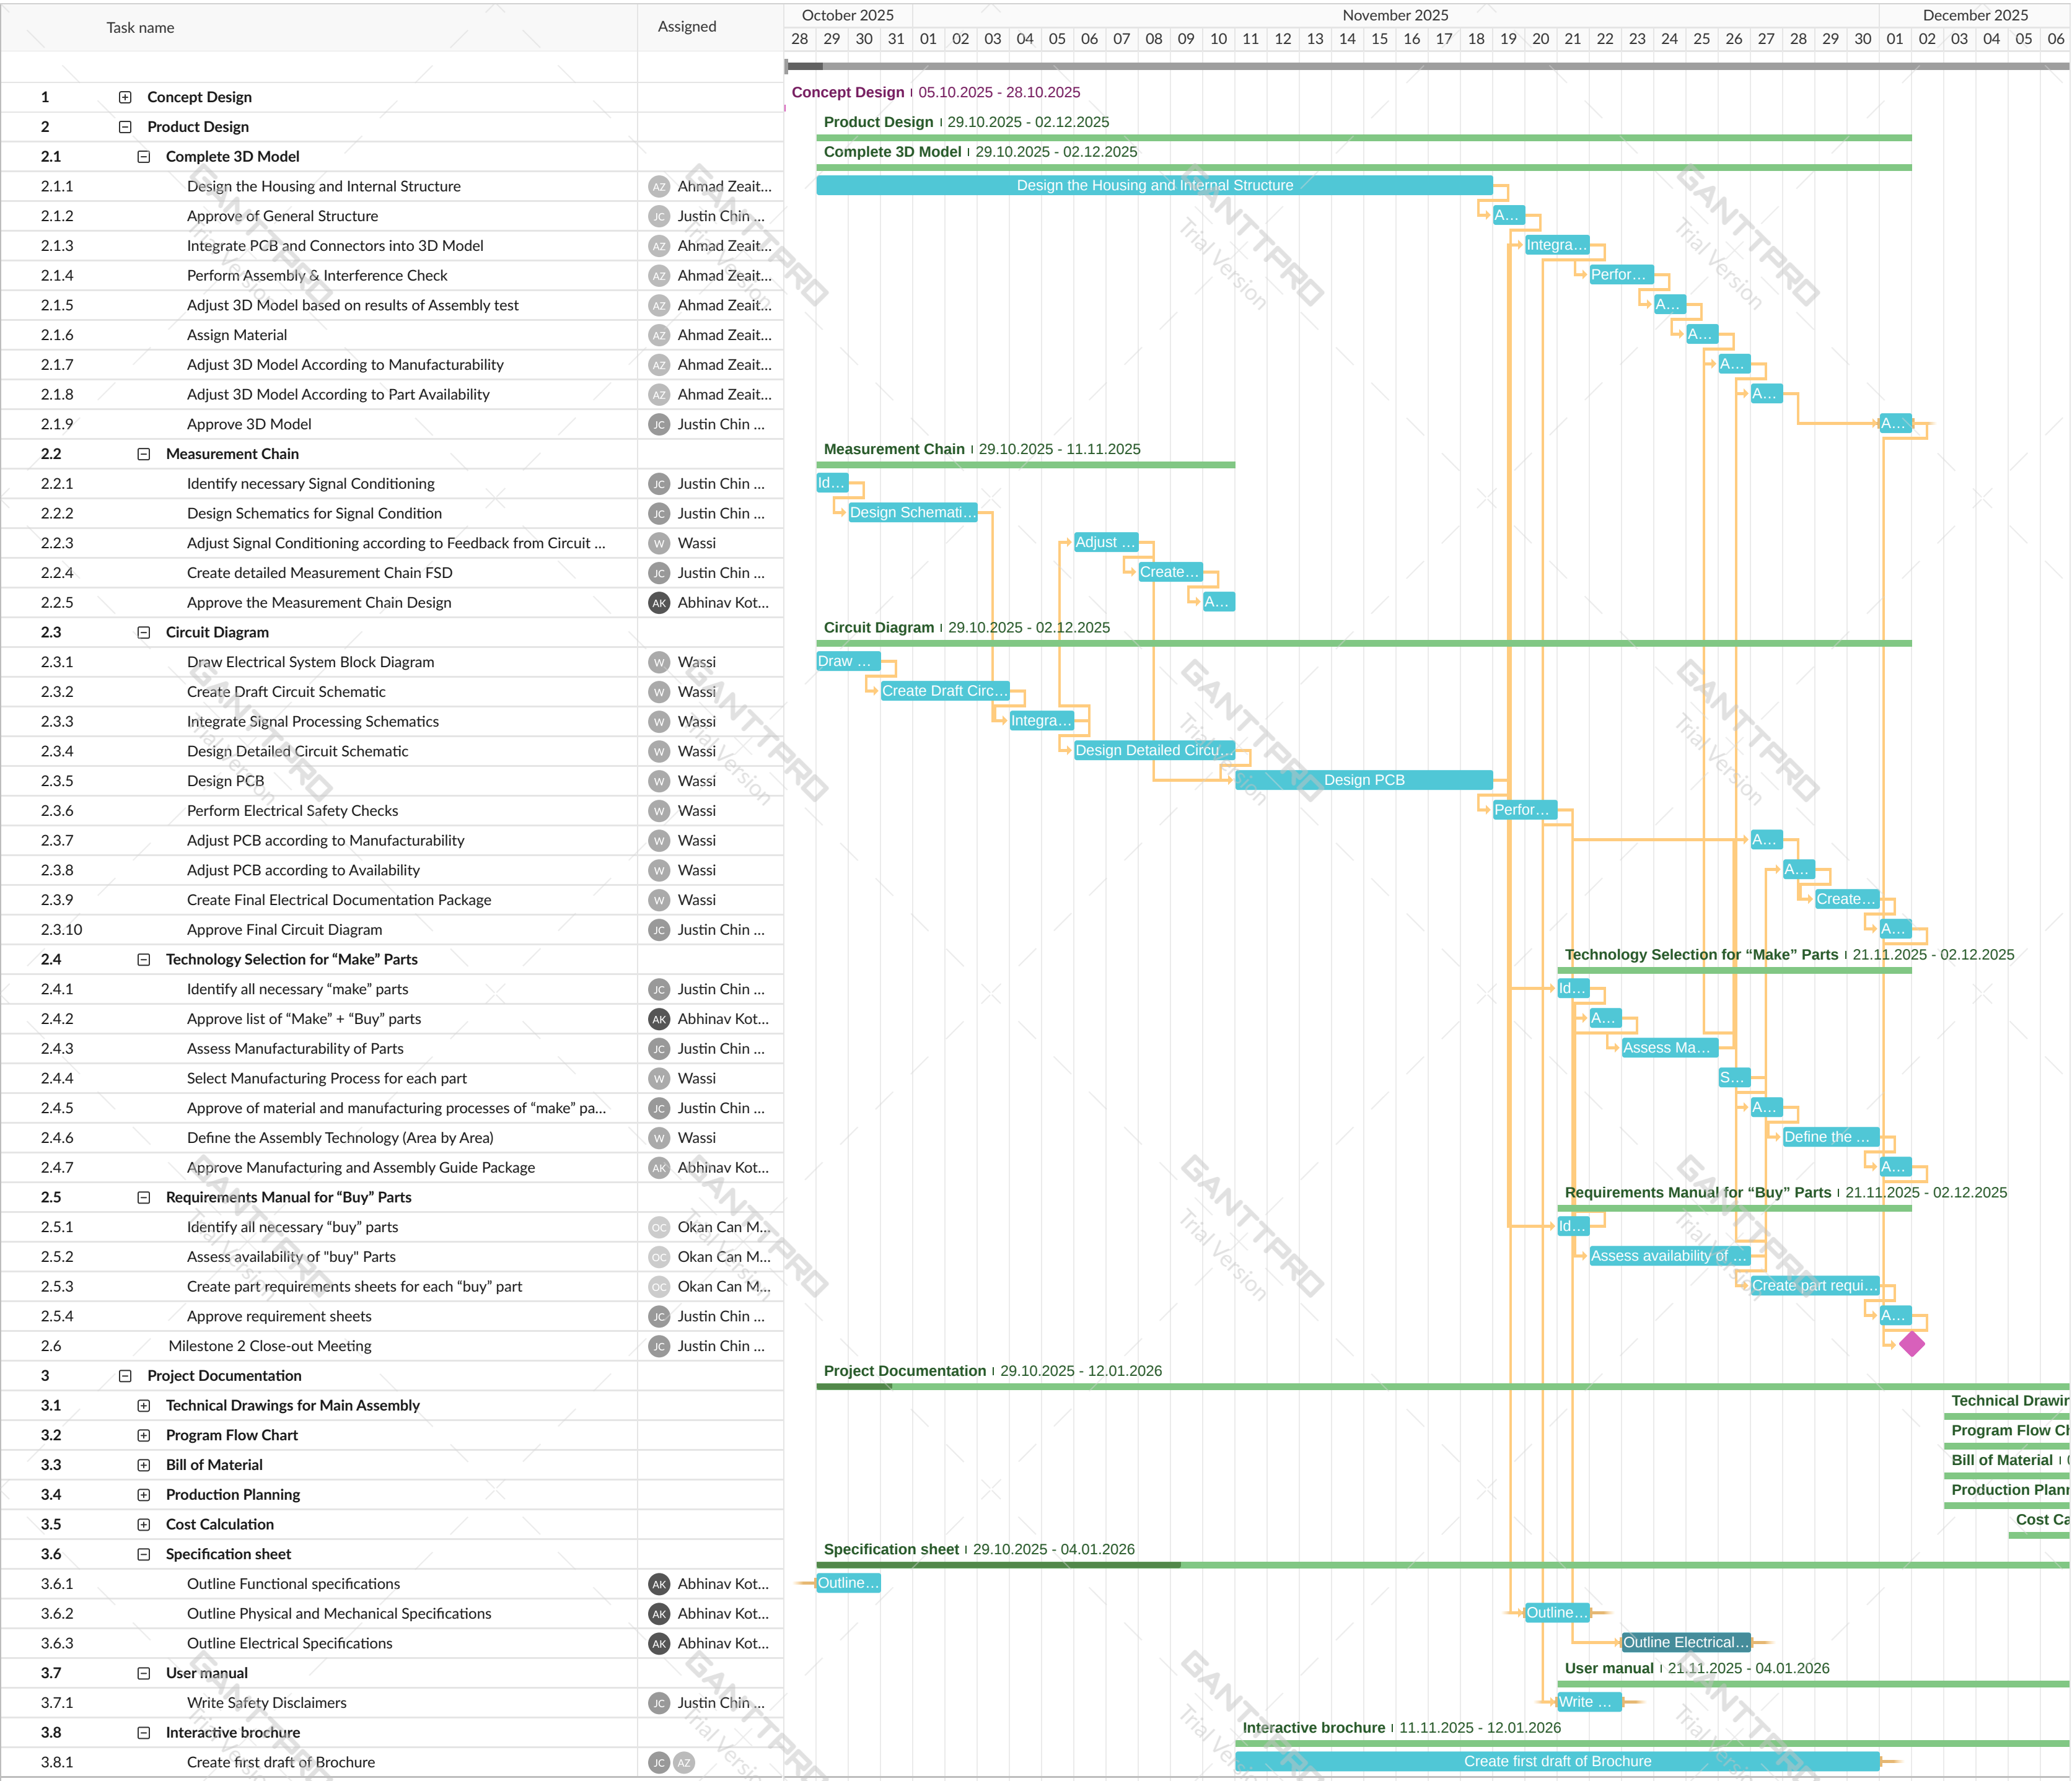 Task name Assigned October 2025 November 2025 December 2025
28 29 30 31 01 02 03 04 05 06 07 08 09 10 11 12 13 14 15 16 17 18 19 20 21 22 23 24 25 26 27 28 29 30 01 02 03 04 05 06
1 Concept Design Concept Design 05.10.2025 - 28.10.2025
2 Product Design Product Design 29.10.2025 - 02.12.2025
2.1 Complete 3D Model Complete 3D Model 29.10.2025 - 02.12.2025
2.1.1 Design the Housing and Internal Structure AZ Ahmad Zeait... Design the Housing and Internal Structure
2.1.2 Approve of General Structure JC Justin Chin ... A...
2.1.3 Integrate PCB and Connectors into 3D Model AZ Ahmad Zeait... Integra...
2.1.4 Perform Assembly & Interference Check AZ Ahmad Zeait... Perfor...
2.1.5 Adjust 3D Model based on results of Assembly test AZ Ahmad Zeait... A...
2.1.6 Assign Material AZ Ahmad Zeait... A...
2.1.7 Adjust 3D Model According to Manufacturability AZ Ahmad Zeait... A...
2.1.8 Adjust 3D Model According to Part Availability AZ Ahmad Zeait... A...
2.1.9 Approve 3D Model JC Justin Chin ... A...
2.2 Measurement Chain Measurement Chain 29.10.2025 - 11.11.2025
2.2.1 Identify necessary Signal Conditioning JC Justin Chin ... Id...
2.2.2 Design Schematics for Signal Condition JC Justin Chin ... Design Schemati...
2.2.3 Adjust Signal Conditioning according to Feedback from Circuit ... W Wassi Adjust ...
2.2.4 Create detailed Measurement Chain FSD JC Justin Chin ... Create...
2.2.5 Approve the Measurement Chain Design AK Abhinav Kot... A...
2.3 Circuit Diagram Circuit Diagram 29.10.2025 - 02.12.2025
2.3.1 Draw Electrical System Block Diagram W Wassi Draw ...
2.3.2 Create Draft Circuit Schematic W Wassi Create Draft Circ...
2.3.3 Integrate Signal Processing Schematics W Wassi Integra...
2.3.4 Design Detailed Circuit Schematic W Wassi Design Detailed Circu...
2.3.5 Design PCB W Wassi Design PCB
2.3.6 Perform Electrical Safety Checks W Wassi Perfor...
2.3.7 Adjust PCB according to Manufacturability W Wassi A...
2.3.8 Adjust PCB according to Availability W Wassi A...
2.3.9 Create Final Electrical Documentation Package W Wassi Create...
2.3.10 Approve Final Circuit Diagram JC Justin Chin ... A...
2.4 Technology Selection for “Make” Parts Technology Selection for “Make” Parts 21.11.2025 - 02.12.2025
2.4.1 Identify all necessary “make” parts JC Justin Chin ... Id...
2.4.2 Approve list of “Make” + “Buy” parts AK Abhinav Kot... A...
2.4.3 Assess Manufacturability of Parts JC Justin Chin ... Assess Ma...
2.4.4 Select Manufacturing Process for each part W Wassi S...
2.4.5 Approve of material and manufacturing processes of “make” pa... JC Justin Chin ... A...
2.4.6 Define the Assembly Technology (Area by Area) W Wassi Define the ...
2.4.7 Approve Manufacturing and Assembly Guide Package AK Abhinav Kot... A...
2.5 Requirements Manual for “Buy” Parts Requirements Manual for “Buy” Parts 21.11.2025 - 02.12.2025
2.5.1 Identify all necessary “buy” parts OC Okan Can M... Id...
2.5.2 Assess availability of "buy" Parts OC Okan Can M... Assess availability of ...
2.5.3 Create part requirements sheets for each “buy” part OC Okan Can M... Create part requi...
2.5.4 Approve requirement sheets JC Justin Chin ... A...
2.6 Milestone 2 Close-out Meeting JC Justin Chin ...
3 Project Documentation Project Documentation 29.10.2025 - 12.01.2026
3.1 Technical Drawings for Main Assembly Technical Drawin
3.2 Program Flow Chart Program Flow Ch
3.3 Bill of Material Bill of Material
3.4 Production Planning Production Plann
3.5 Cost Calculation Cost Ca
3.6 Specification sheet Specification sheet 29.10.2025 - 04.01.2026
3.6.1 Outline Functional specifications AK Abhinav Kot... Outline...
3.6.2 Outline Physical and Mechanical Specifications AK Abhinav Kot... Outline...
3.6.3 Outline Electrical Specifications AK Abhinav Kot... Outline Electrical...
3.7 User manual User manual 21.11.2025 - 04.01.2026
3.7.1 Write Safety Disclaimers JC Justin Chin ... Write ...
3.8 Interactive brochure Interactive brochure 11.11.2025 - 12.01.2026
3.8.1 Create first draft of Brochure JC AZ Create first draft of Brochure
GANTTPRO
Trial Version